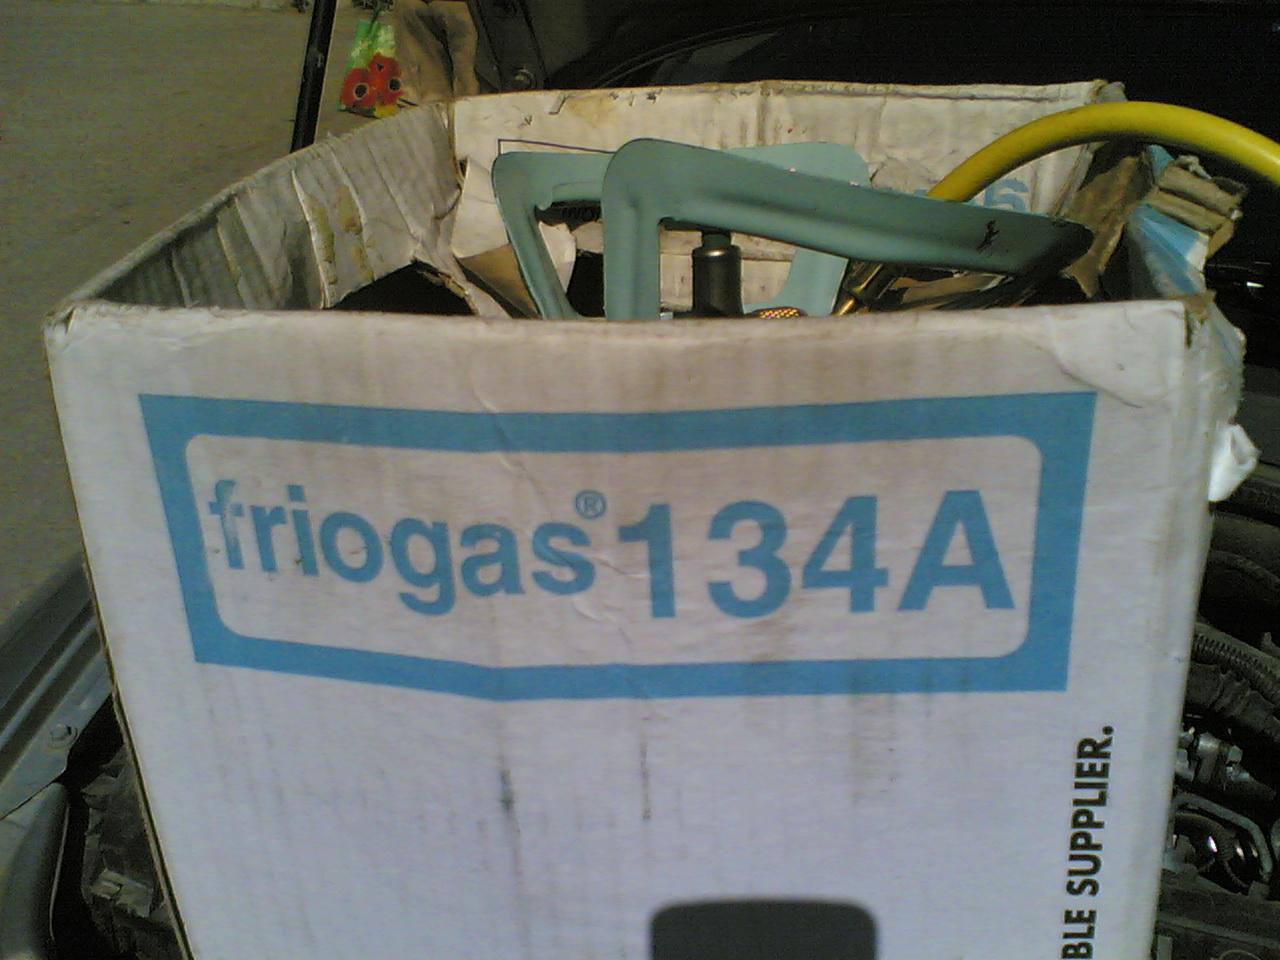 friogas® 134A
BLE SUPPLIER.